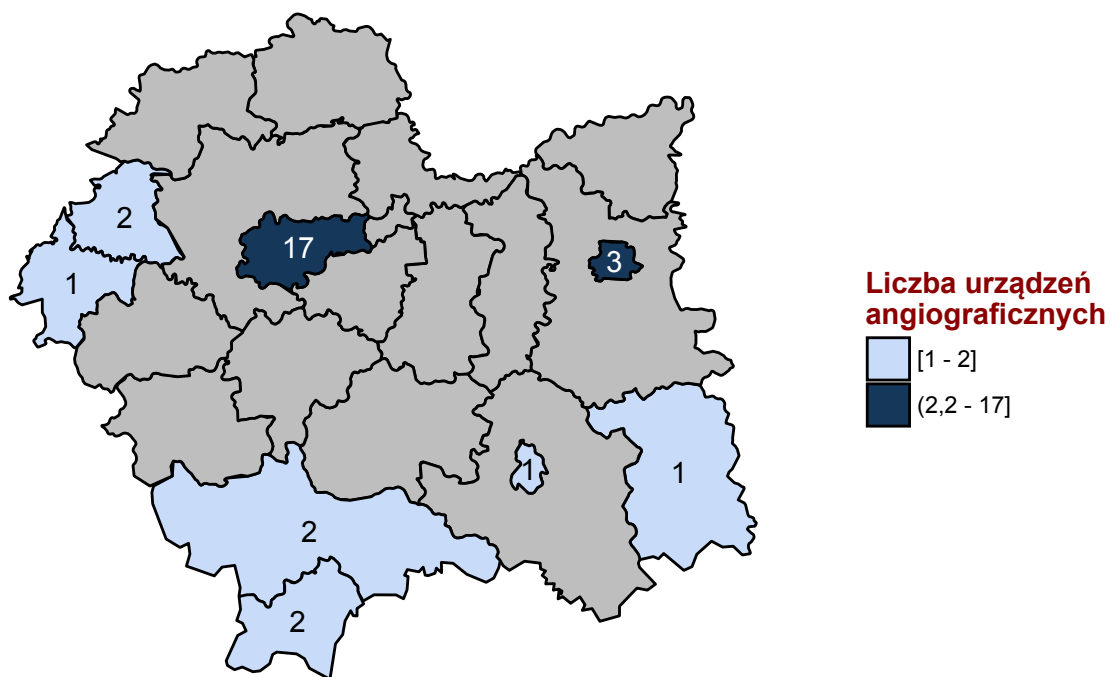 2
17
3
1
Liczba urządzeń
angiograficznych
[1 - 2]
(2,2 - 17]
1
1
2
2